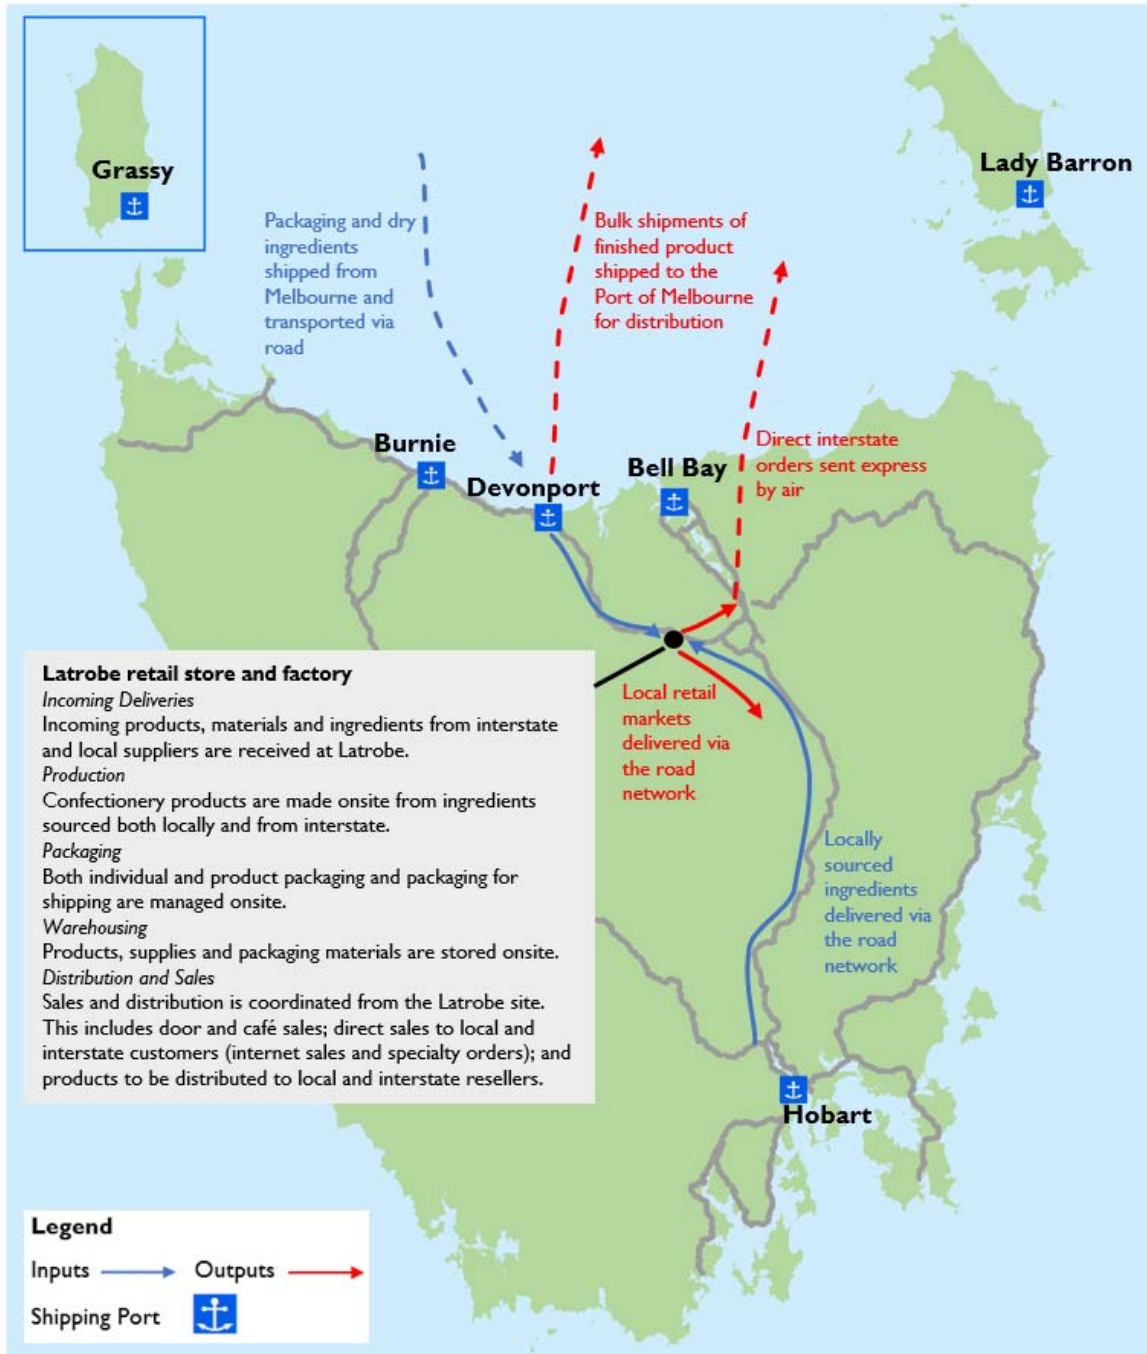 Grassy
Lady Barron
Packaging and dry
ingredients
shipped from
Melbourne and
transported via
road
Bulk shipments of
finished product
shipped to the
Port of Melbourne
for distribution
Direct interstate
orders sent express
by air
Burnie
Devonport
Bell Bay
Latrobe retail store and factory
Incoming Deliveries
Incoming products, materials and ingredients from interstate
and local suppliers are received at Latrobe.
Production
Confectionery products are made onsite from ingredients
sourced both locally and from interstate.
Packaging
Both individual and product packaging and packaging for
shipping are managed onsite.
Warehousing
Products, supplies and packaging materials are stored onsite.
Distribution and Sales
Sales and distribution is coordinated from the Latrobe site.
This includes door and café sales; direct sales to local and
interstate customers (internet sales and specialty orders); and
products to be distributed to local and interstate resellers.
Local retail
markets
delivered via
the road
network
Locally
sourced
ingredients
delivered via
the road
network
Hobart
Legend
Inputs
Outputs
Shipping Port